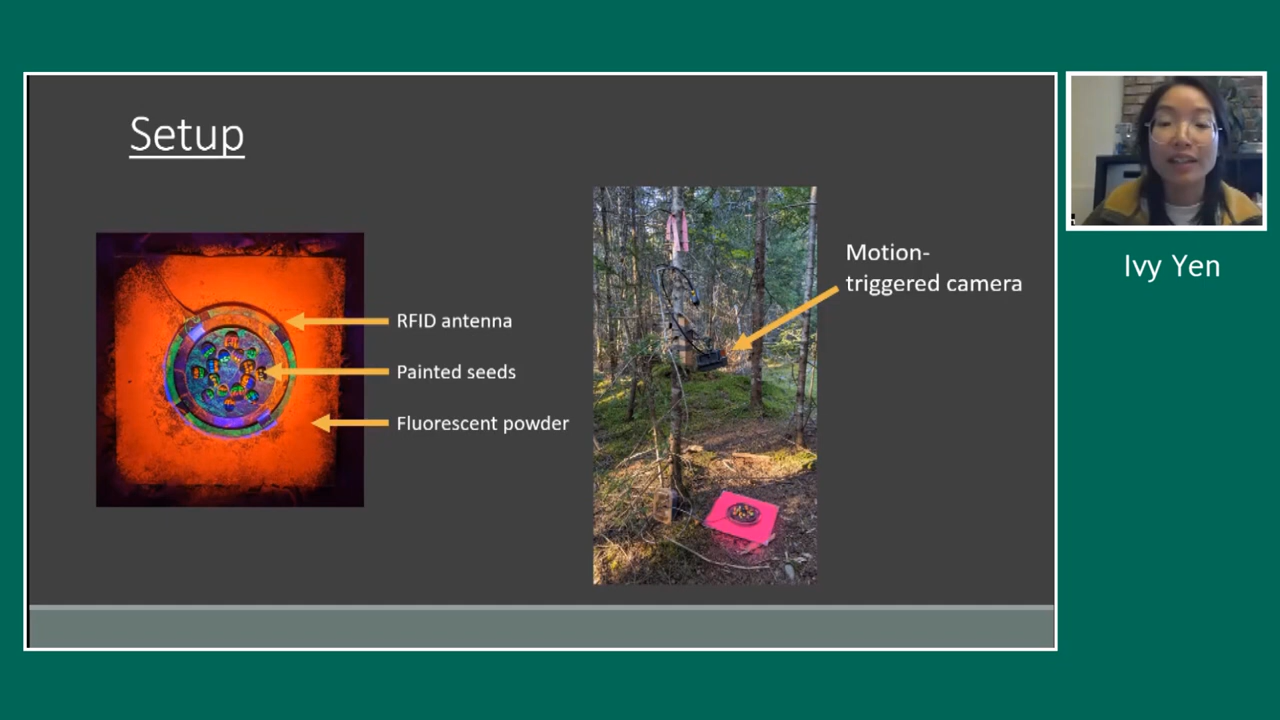 Setup
RFID antenna
Painted seeds
Fluorescent powder
Motion-
triggered camera
Ivy Yen